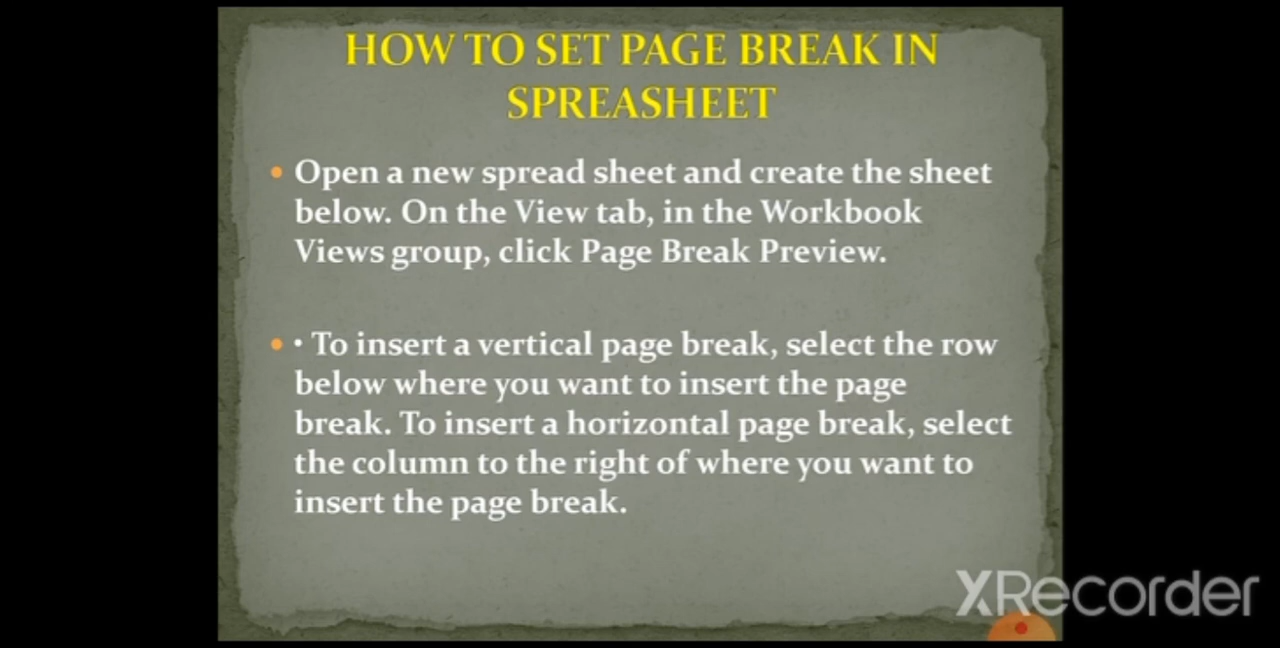 HOW TO SET PAGE BREAK IN
SPREASHEET
• Open a new spread sheet and create the sheet
below. On the View tab, in the Workbook
Views group, click Page Break Preview.
• • To insert a vertical page break, select the row
below where you want to insert the page
break. To insert a horizontal page break, select
the column to the right of where you want to
insert the page break.
XRecorder